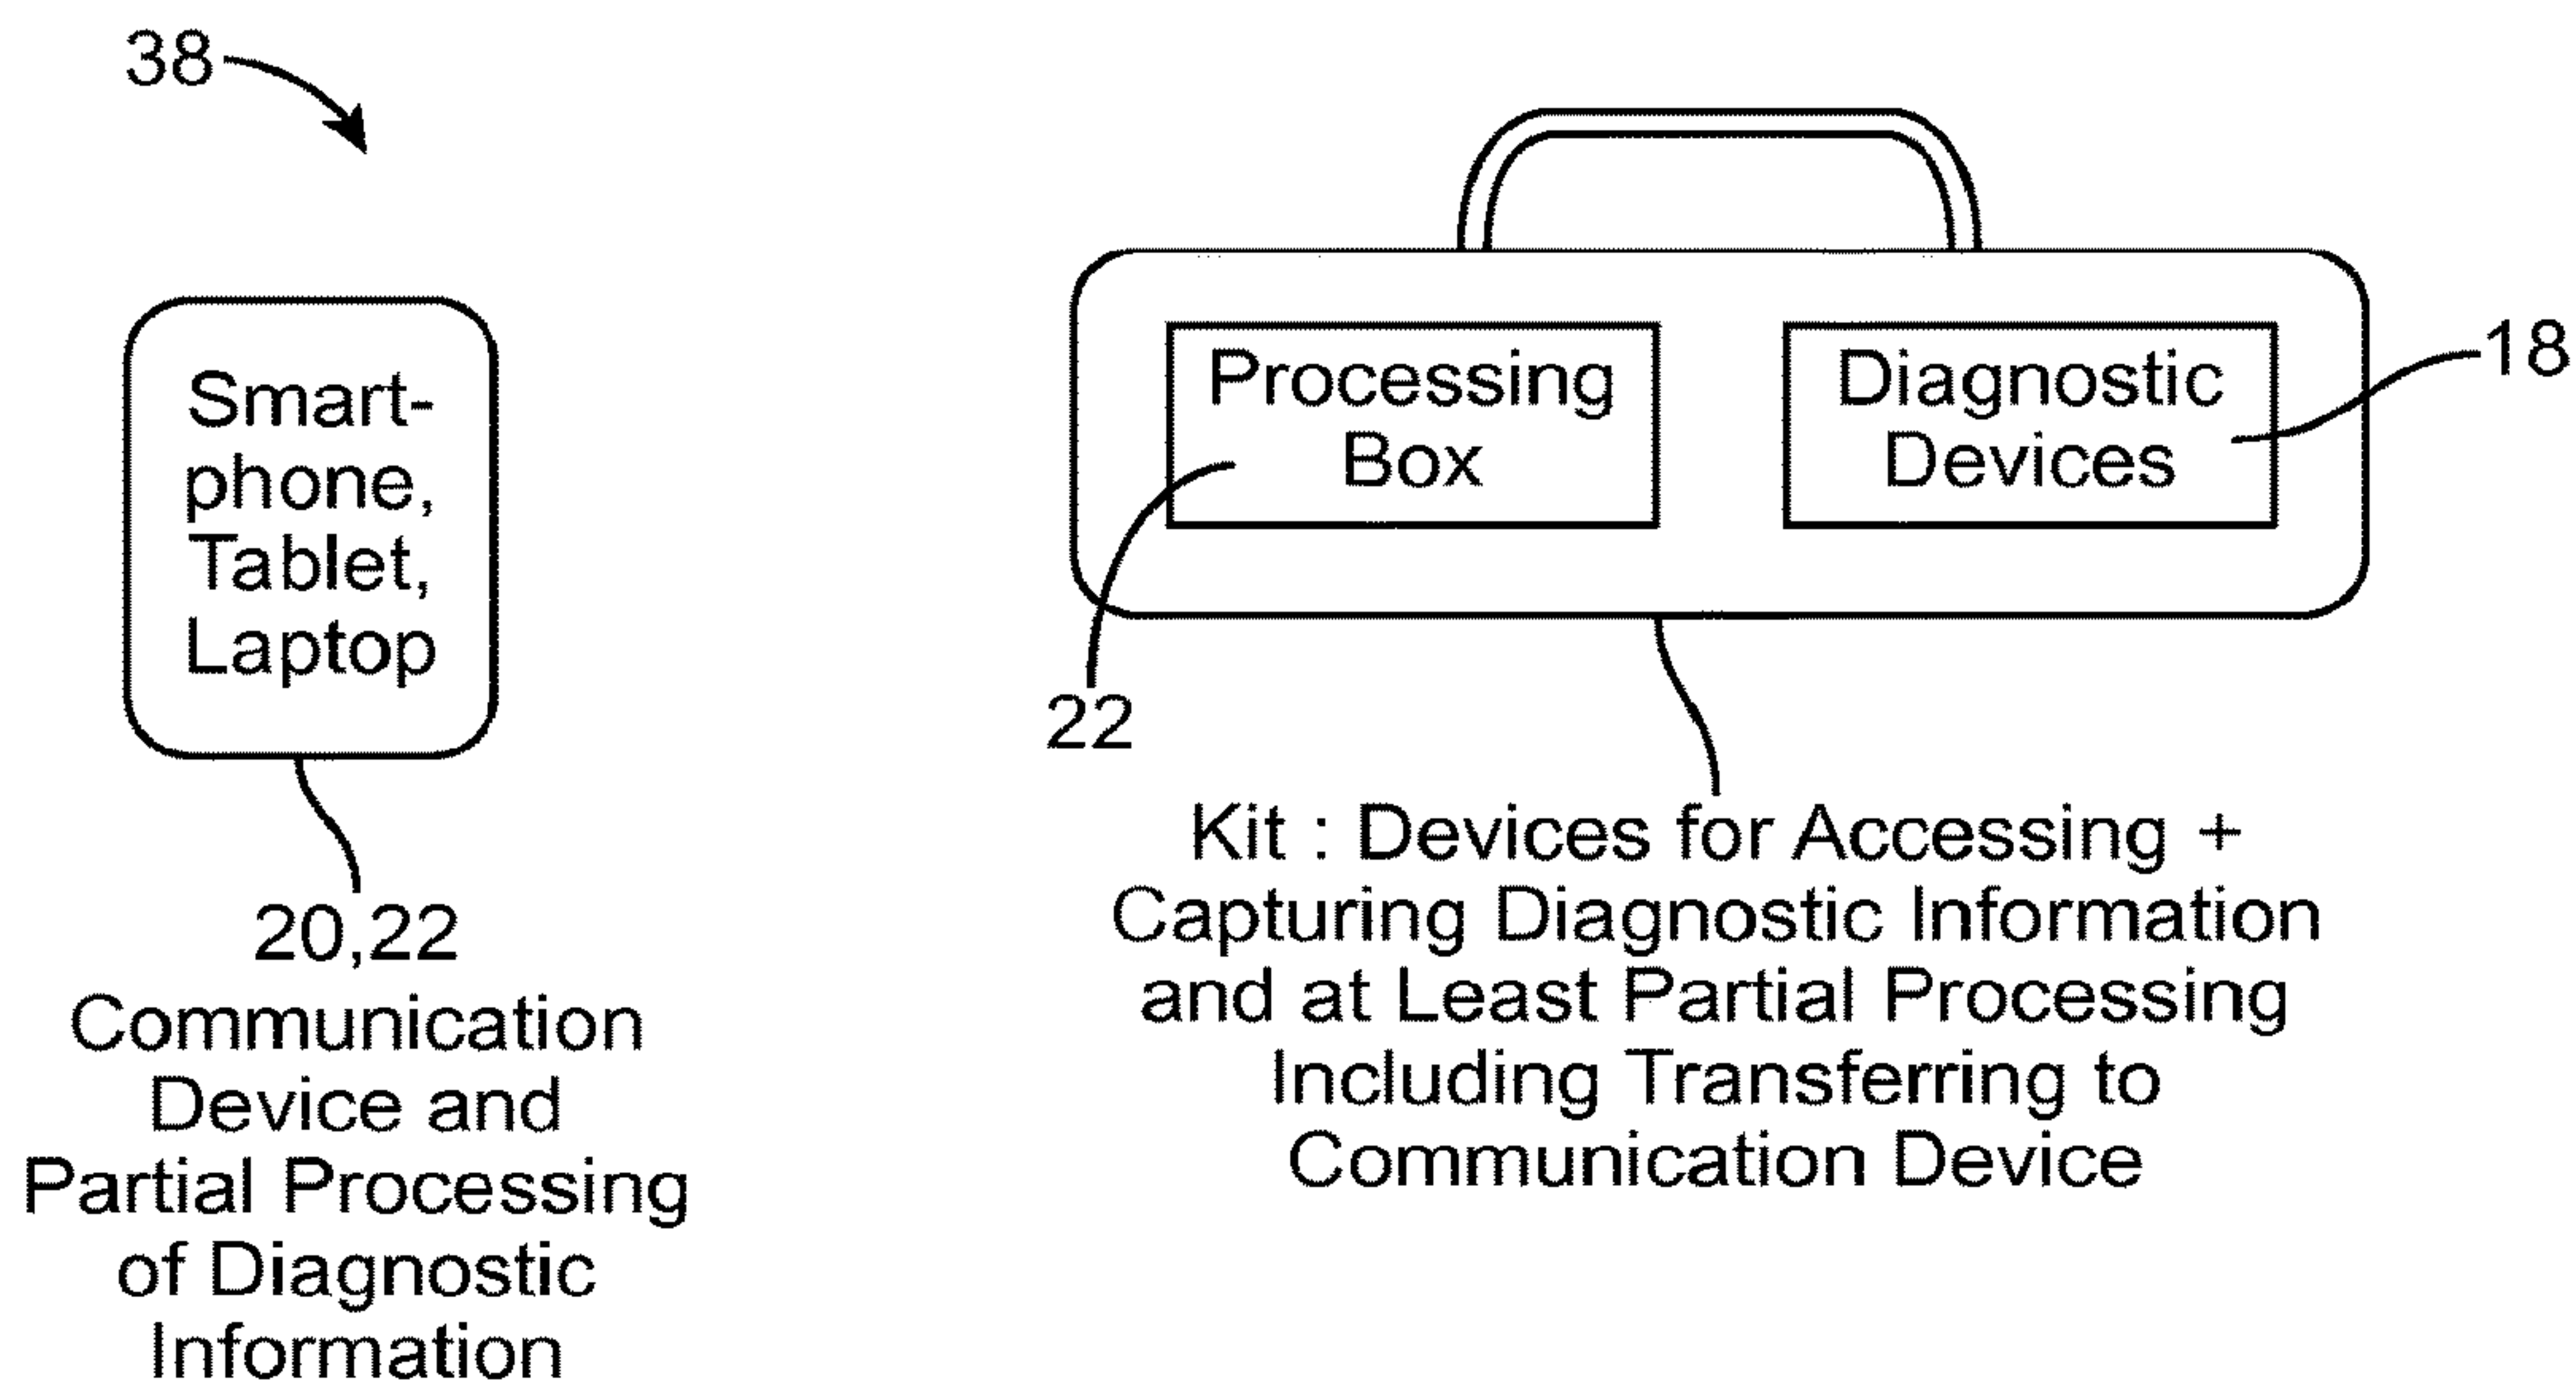 38
Smart-
phone,
Tablet,
Laptop
20,22
Communication
Device and
Partial Processing
of Diagnostic
Information
Processing
Box
Diagnostic
Devices
18
22
Kit : Devices for Accessing +
Capturing Diagnostic Information
and at Least Partial Processing
Including Transferring to
Communication Device